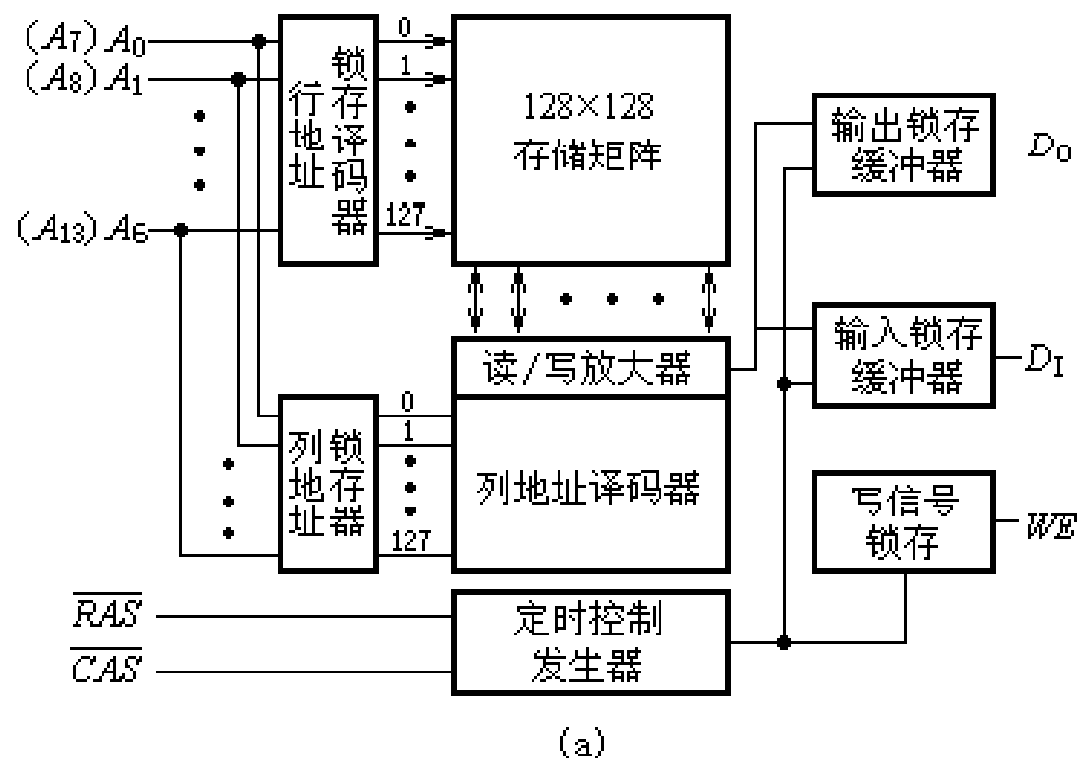 (A7) A0
(A8) A1
(A13) A6
行地址
锁存译码器
0
1
127
128×128
存储矩阵
读/写放大器
列地址
锁存器
0
1
127
列地址译码器
输出锁存
缓冲器
DO
输入锁存
缓冲器
DI
写信号
锁存
WE
RAS
CAS
定时控制
发生器
(a)